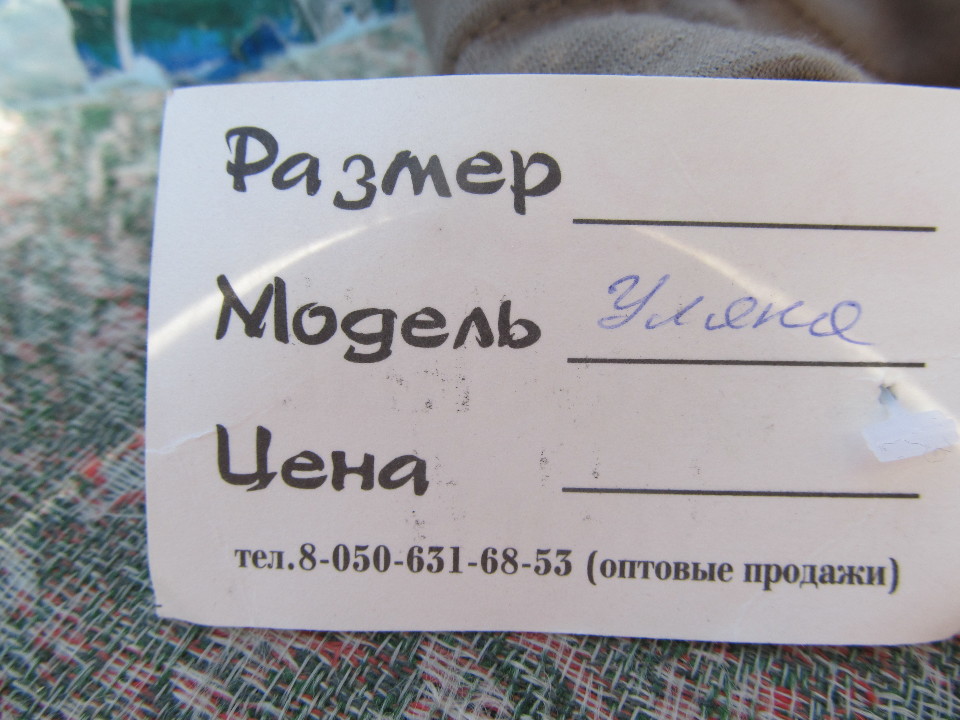 Размер
Модель Уляна
Цена
тел.8-050-631-68-53 (оптовые продажи)